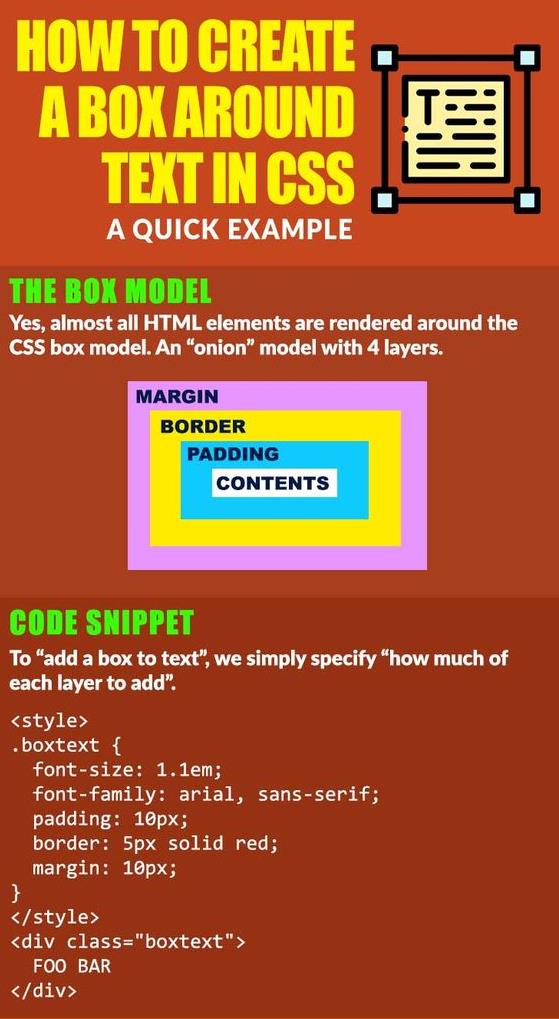 HOW TO CREATE
A BOX AROUND
TEXT IN CSS
A QUICK EXAMPLE
T
THE BOX MODEL
Yes, almost all HTML elements are rendered around the
CSS box model. An “onion” model with 4 layers.
MARGIN
BORDER
PADDING
CONTENTS
CODE SNIPPET
To “add a box to text”, we simply specify “how much of
each layer to add”.
<style>
.boxtext {
  font-size: 1.1em;
  font-family: arial, sans-serif;
  padding: 10px;
  border: 5px solid red;
  margin: 10px;
}
</style>
<div class="boxtext">
  FOO BAR
</div>